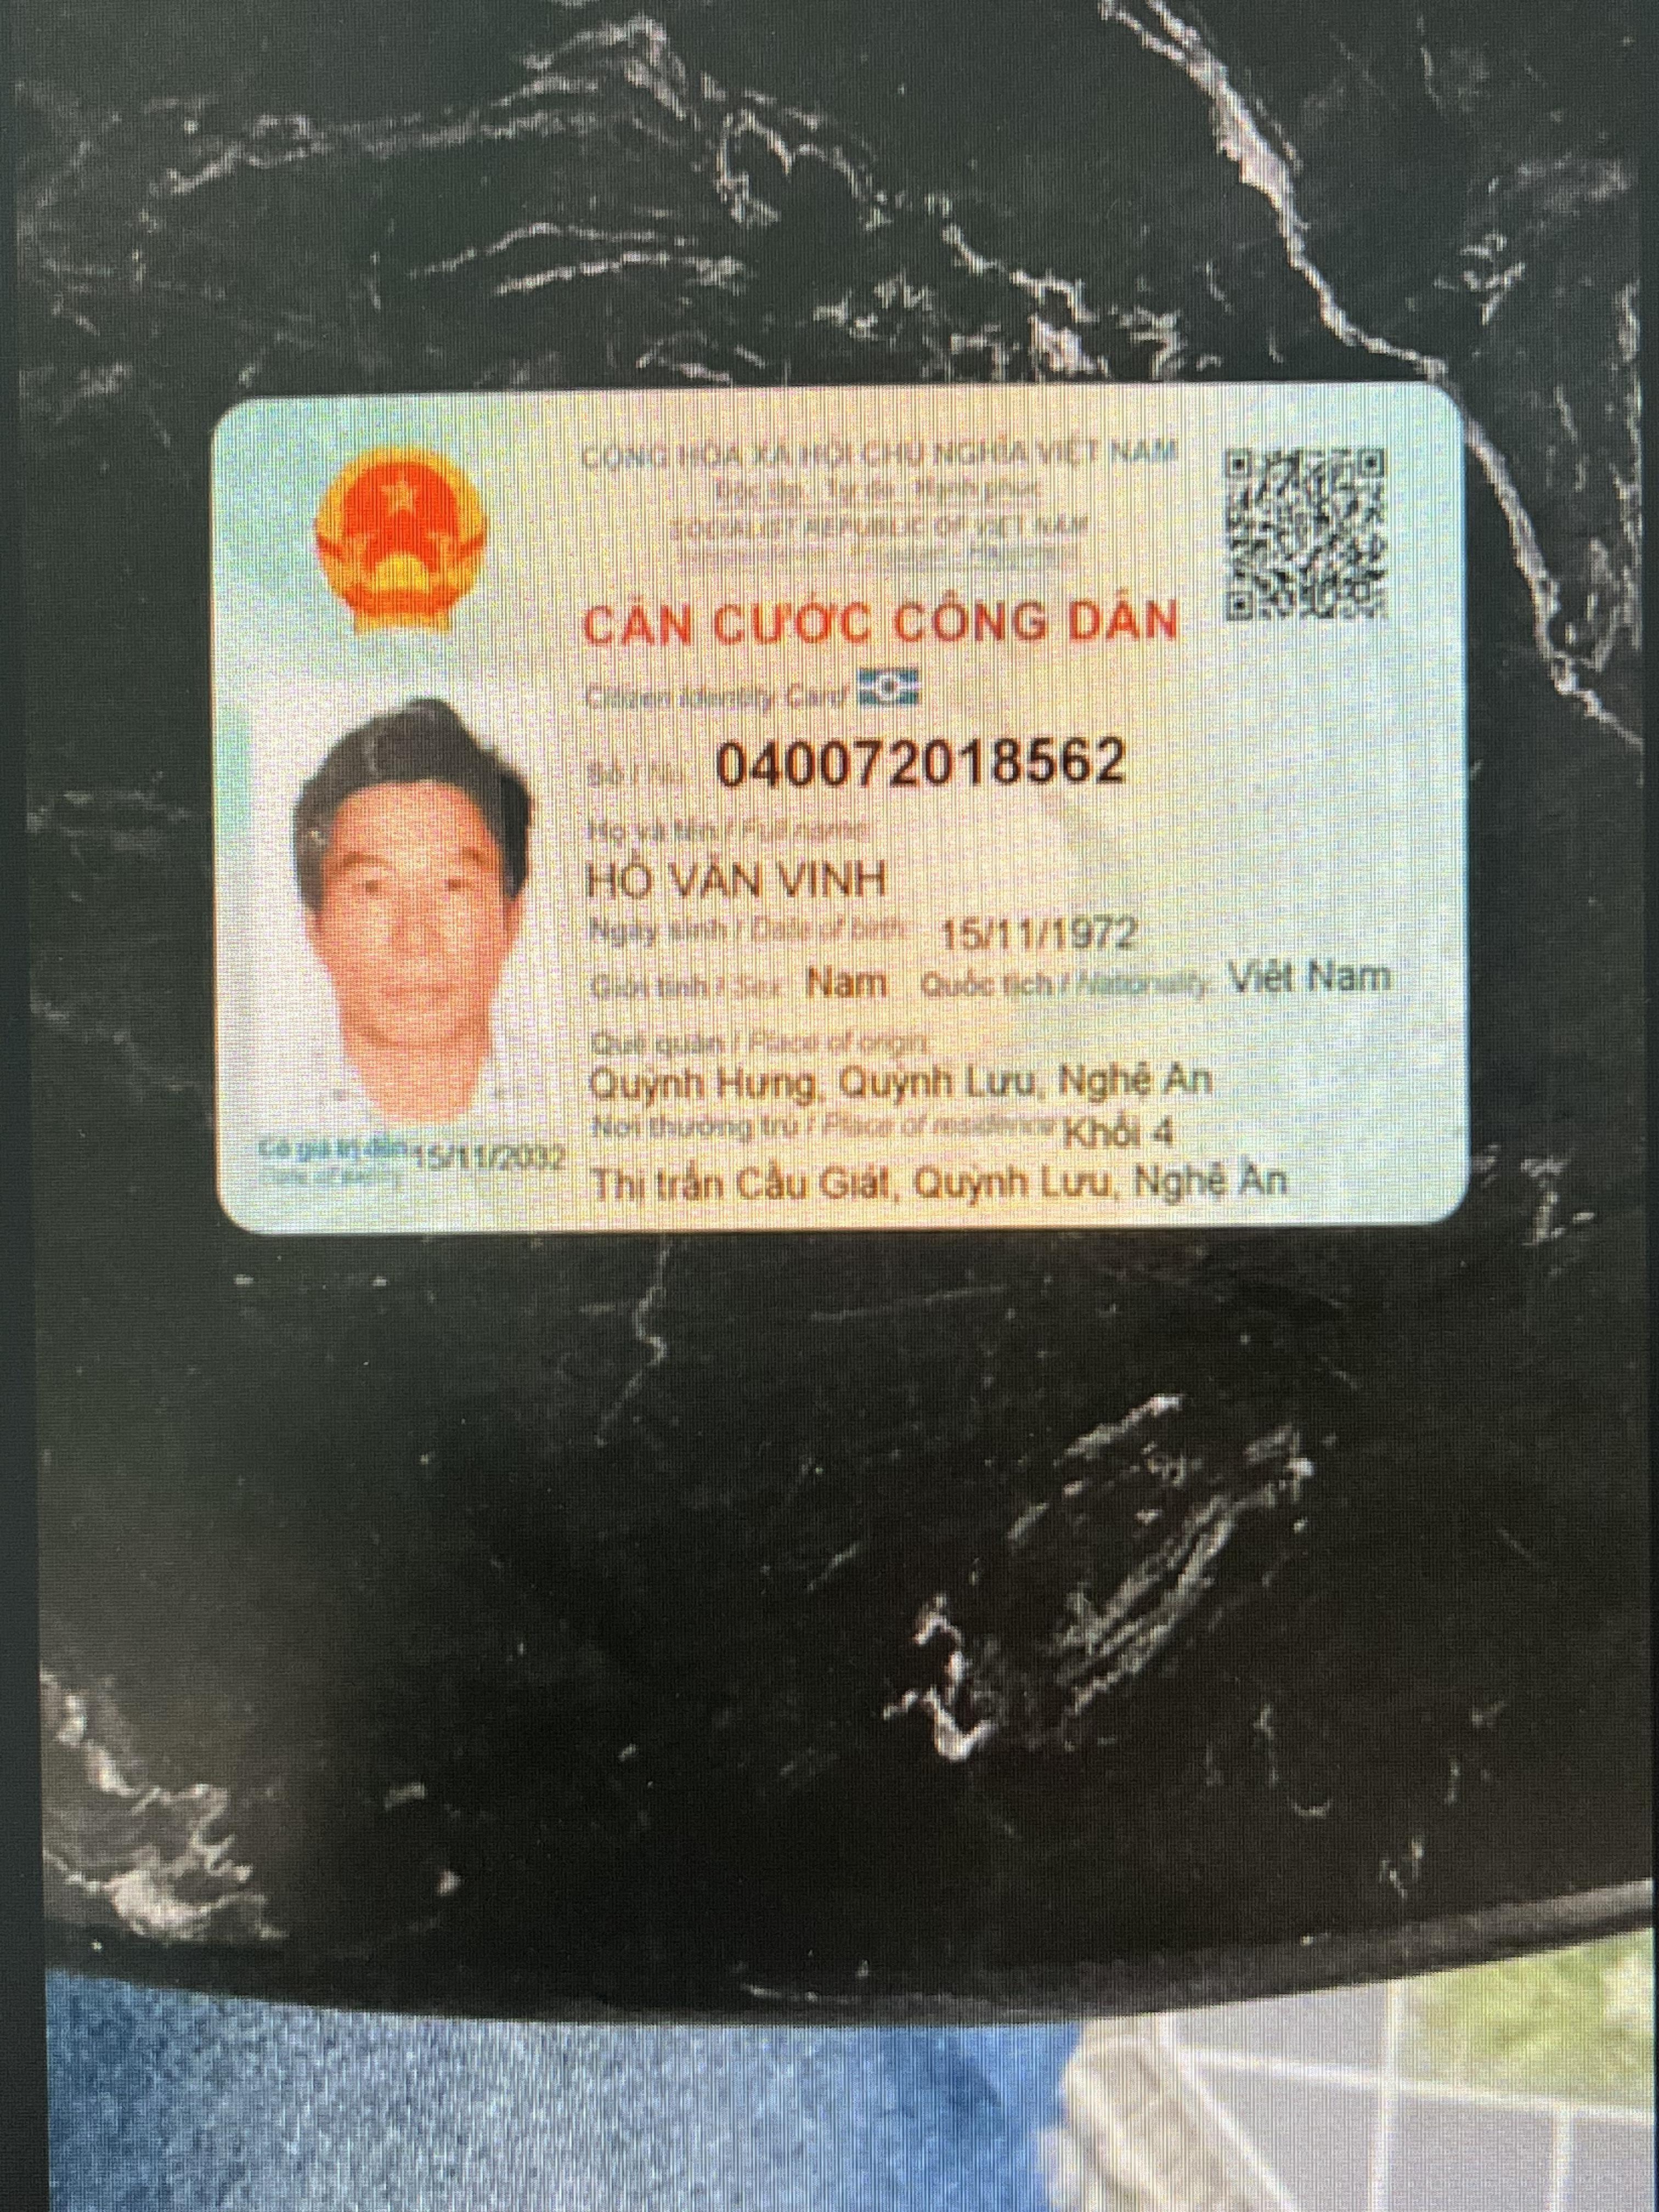 CỘNG HÒA XÃ HỘI CHỦ NGHĨA VIỆT NAM
Độc lập - Tự do - Hạnh phúc
SOCIALIST REPUBLIC OF VIET NAM
CĂN CƯỚC CÔNG DÂN
Citizen Identity Card
Số / No.: 040072018562
Họ và tên / Full name:
HỒ VĂN VINH
Ngày sinh / Date of birth: 15/11/1972
Giới tính / Sex: Nam Quốc tịch / Nationality: Việt Nam
Quê quán / Place of origin:
Quỳnh Hưng, Quỳnh Lưu, Nghệ An
Nơi thường trú / Place of residence: Khối 4
Thị trấn Cầu Giát, Quỳnh Lưu, Nghệ An
Có giá trị đến: 15/11/2032